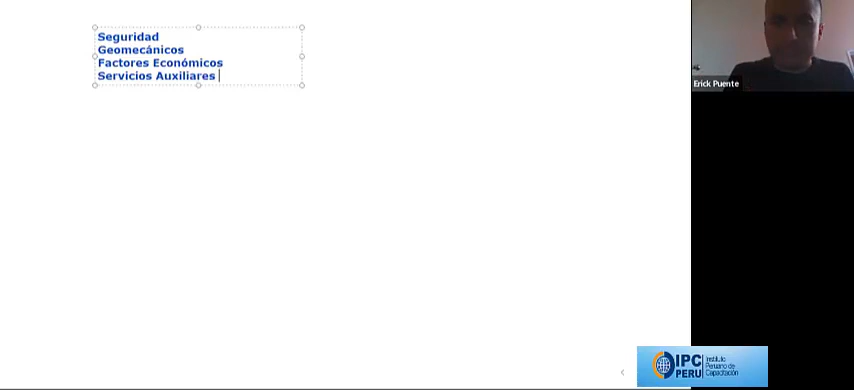 Seguridad
Geomecánicos
Factores Económicos
Servicios Auxiliares
Erick Puente
IPC
PERU
Instituto
Peruano de
Capacitación